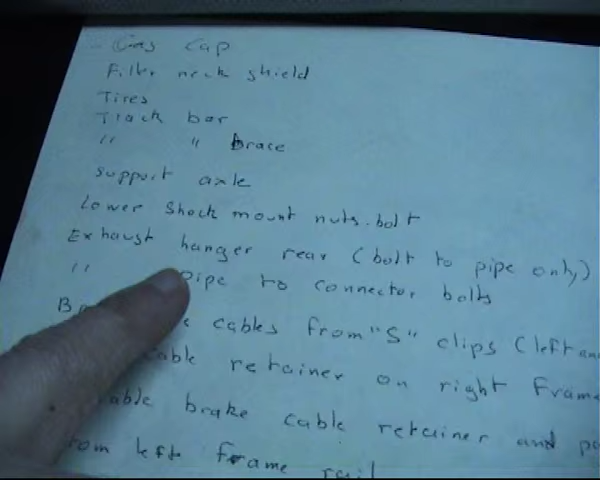 Gas Cap
Filler neck shield
Tires
Track bar
" " Brace
support axle
Lower Shock mount nuts.bolt
Exhaust hanger rear (bolt to pipe only)
" pipe to connector bolts
cables from "S" clips (left
cable retainer on right frame
brake cable retainer and
from left frame rail